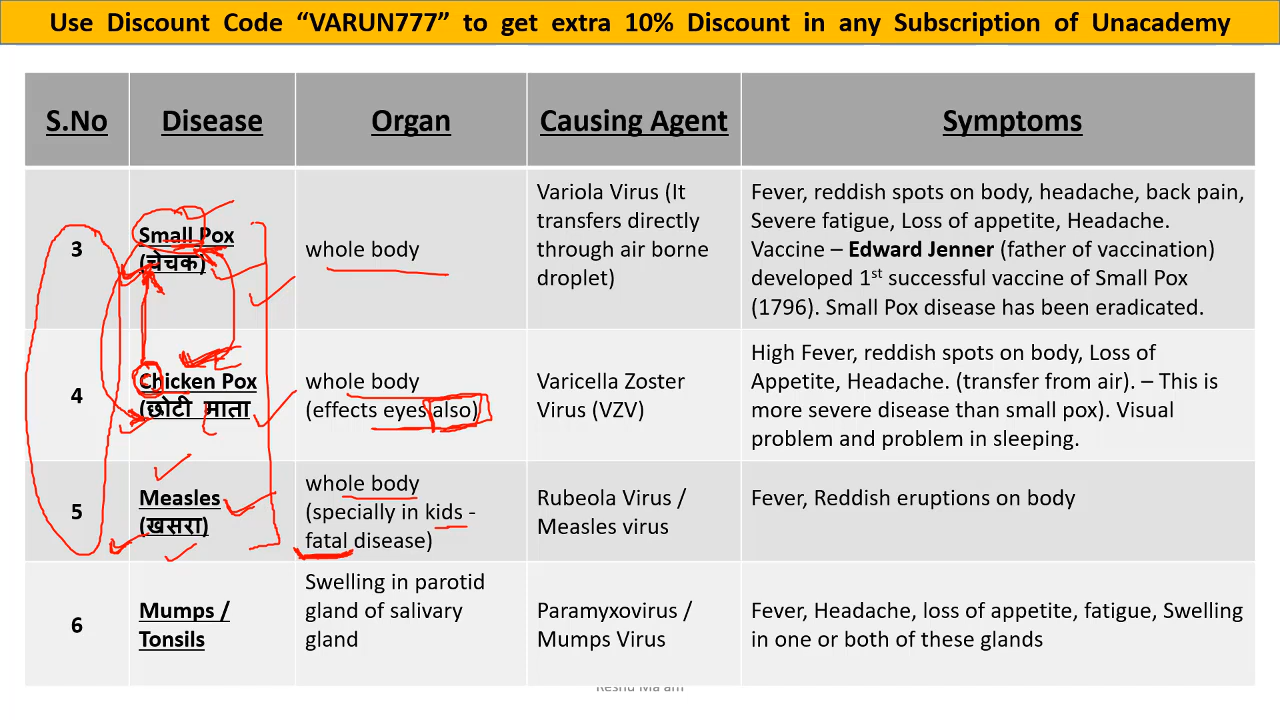 Use Discount Code “VARUN777” to get extra 10% Discount in any Subscription of Unacademy
S.No
Disease
Organ
Causing Agent
Symptoms
3
Small Pox
(चेचक)
whole body
Variola Virus (It
transfers directly
through air borne
droplet)
Fever, reddish spots on body, headache, back pain,
Severe fatigue, Loss of appetite, Headache.
Vaccine – Edward Jenner (father of vaccination)
developed 1st successful vaccine of Small Pox
(1796). Small Pox disease has been eradicated.
4
Chicken Pox
(छोटी माता
whole body
(effects eyes also)
Varicella Zoster
Virus (VZV)
High Fever, reddish spots on body, Loss of
Appetite, Headache. (transfer from air). – This is
more severe disease than small pox). Visual
problem and problem in sleeping.
5
Measles
(खसरा)
whole body
(specially in kids -
fatal disease)
Rubeola Virus /
Measles virus
Fever, Reddish eruptions on body
6
Mumps /
Tonsils
Swelling in parotid
gland of salivary
gland
Paramyxovirus /
Mumps Virus
Fever, Headache, loss of appetite, fatigue, Swelling
in one or both of these glands